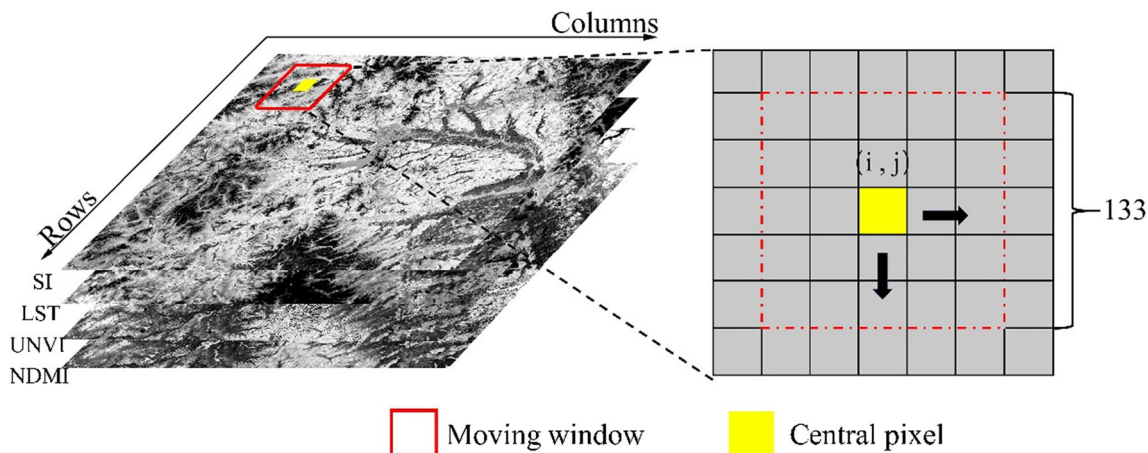 Columns
Rows
(i , j)
133
SI
LST
UNVI
NDMI
Moving window
Central pixel